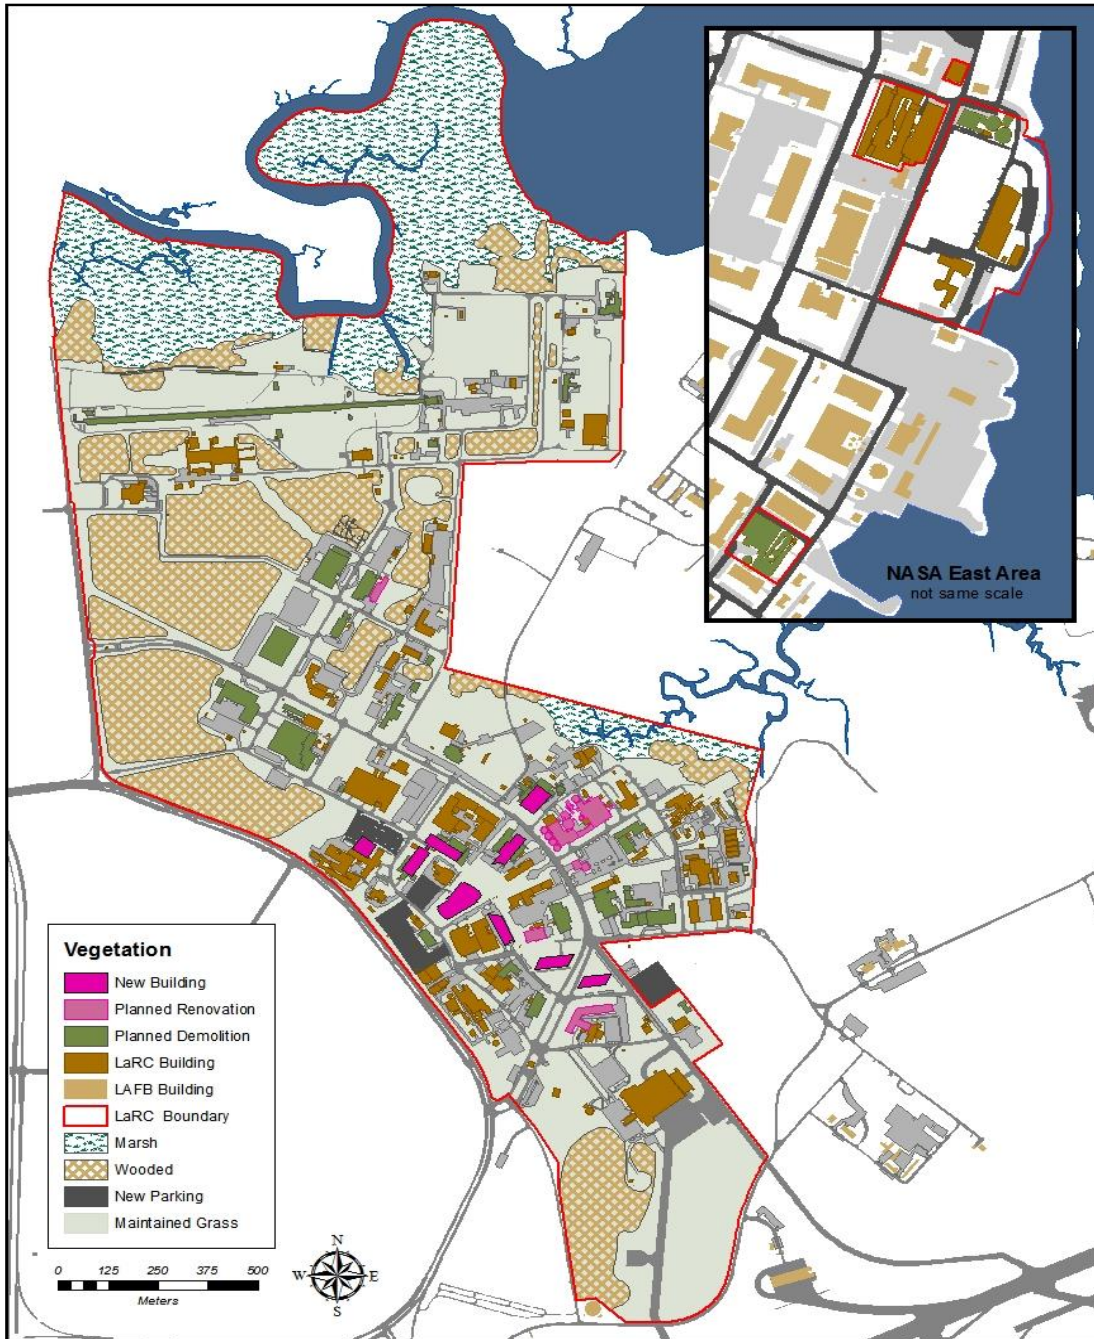 NASA East Area
not same scale
Vegetation
New Building
Planned Renovation
Planned Demolition
LaRC Building
LAFB Building
LaRC Boundary
Marsh
Wooded
New Parking
Maintained Grass
0 125 250 375 500
Meters
N
W E
S